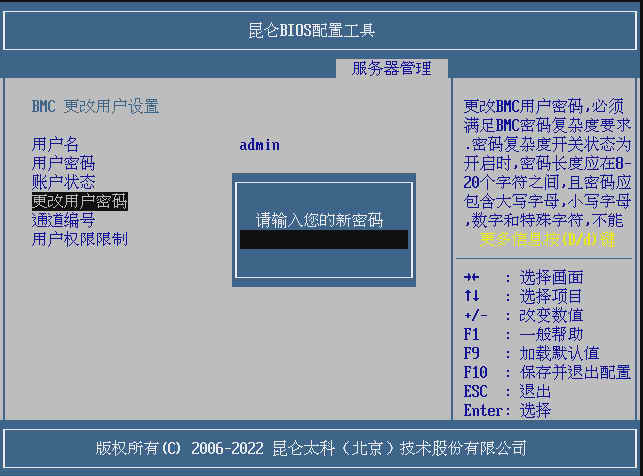 昆仑BIOS配置工具
服务器管理
BMC 更改用户设置
用户名 admin
用户密码
账户状态
更改用户密码
通道编号
用户权限限制
请输入您的新密码
更改BMC用户密码,必须
满足BMC密码复杂度要求
.密码复杂度开关状态为
开启时,密码长度应在8-
20个字符之间,且密码应
包含大写字母,小写字母
,数字和特殊字符,不能
更多信息按(D/d)键
→← : 选择画面
↑↓ : 选择项目
+/- : 改变数值
F1 : 一般帮助
F9 : 加载默认值
F10 : 保存并退出配置
ESC : 退出
Enter: 选择
版权所有(C) 2006-2022 昆仑太科（北京）技术股份有限公司